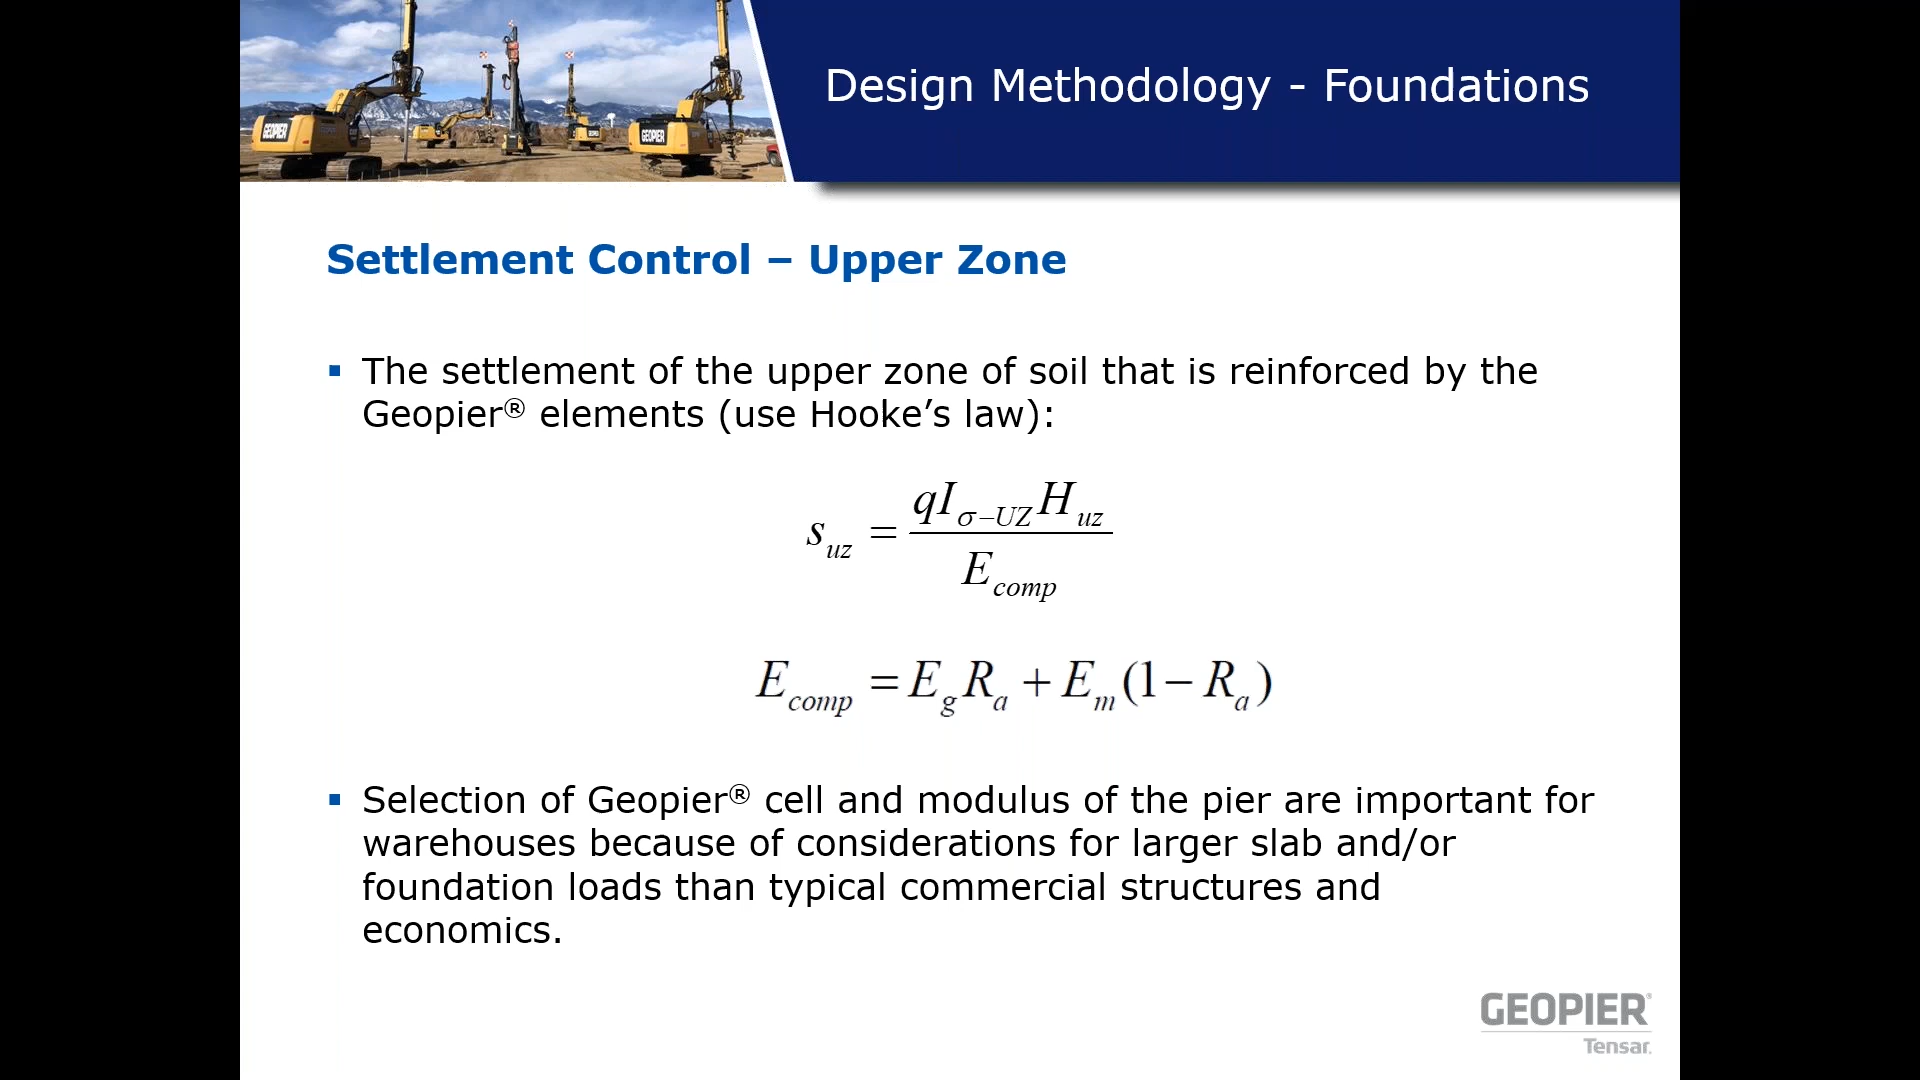 Design Methodology - Foundations
Settlement Control – Upper Zone
▪ The settlement of the upper zone of soil that is reinforced by the
Geopier® elements (use Hooke’s law):
s_uz = qI_σ–UZ H_uz / E_comp
E_comp = E_g R_a + E_m (1 – R_a)
▪ Selection of Geopier® cell and modulus of the pier are important for
warehouses because of considerations for larger slab and/or
foundation loads than typical commercial structures and
economics.
GEOPIER®
Tensar.
GEOPIER
GEOPIER